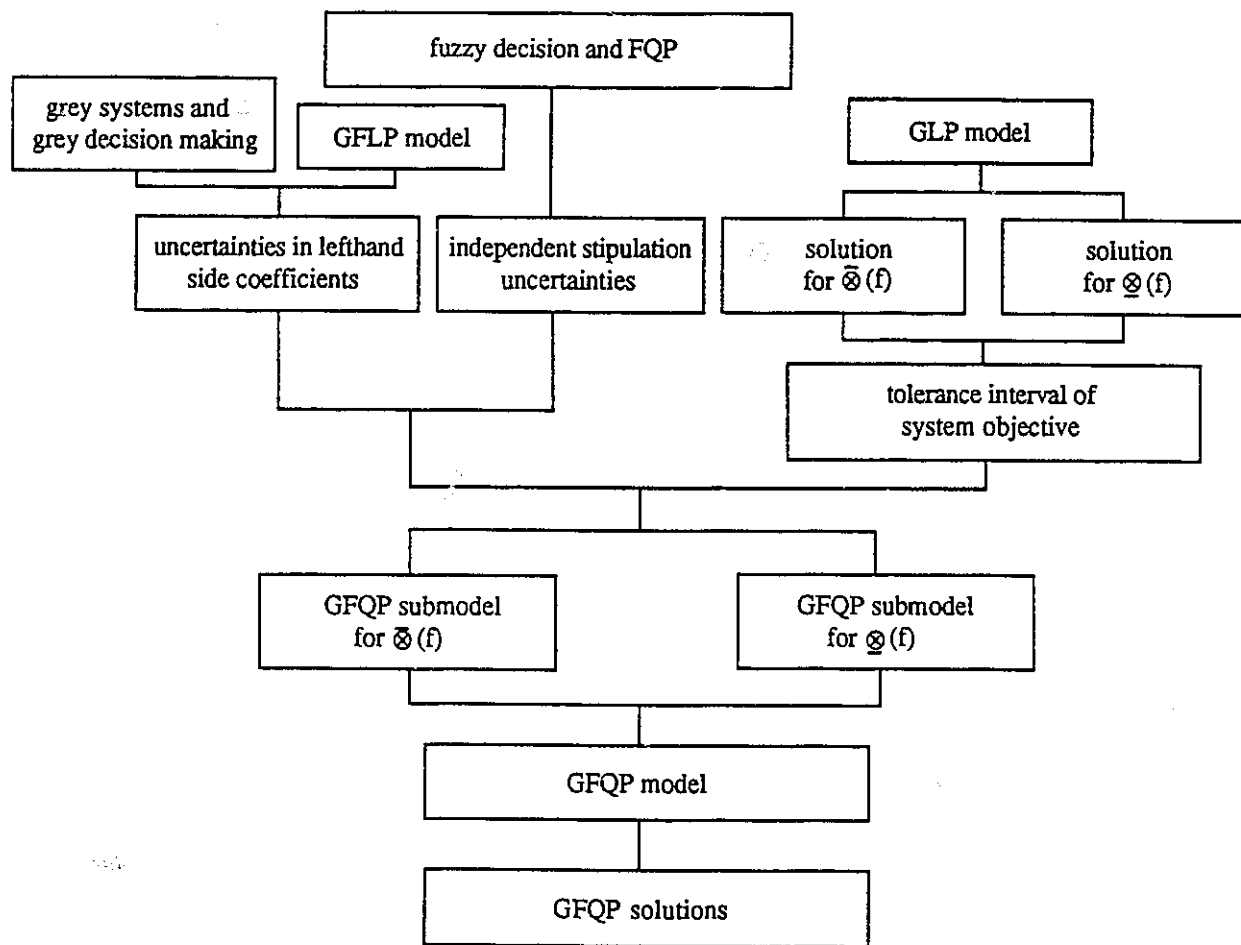 fuzzy decision and FQP
grey systems and
grey decision making
GFLP model
GLP model
uncertainties in lefthand
side coefficients
independent stipulation
uncertainties
solution
for ⊗̄ (f)
solution
for ⊗̲ (f)
tolerance interval of
system objective
GFQP submodel
for ⊗̄ (f)
GFQP submodel
for ⊗̲ (f)
GFQP model
GFQP solutions